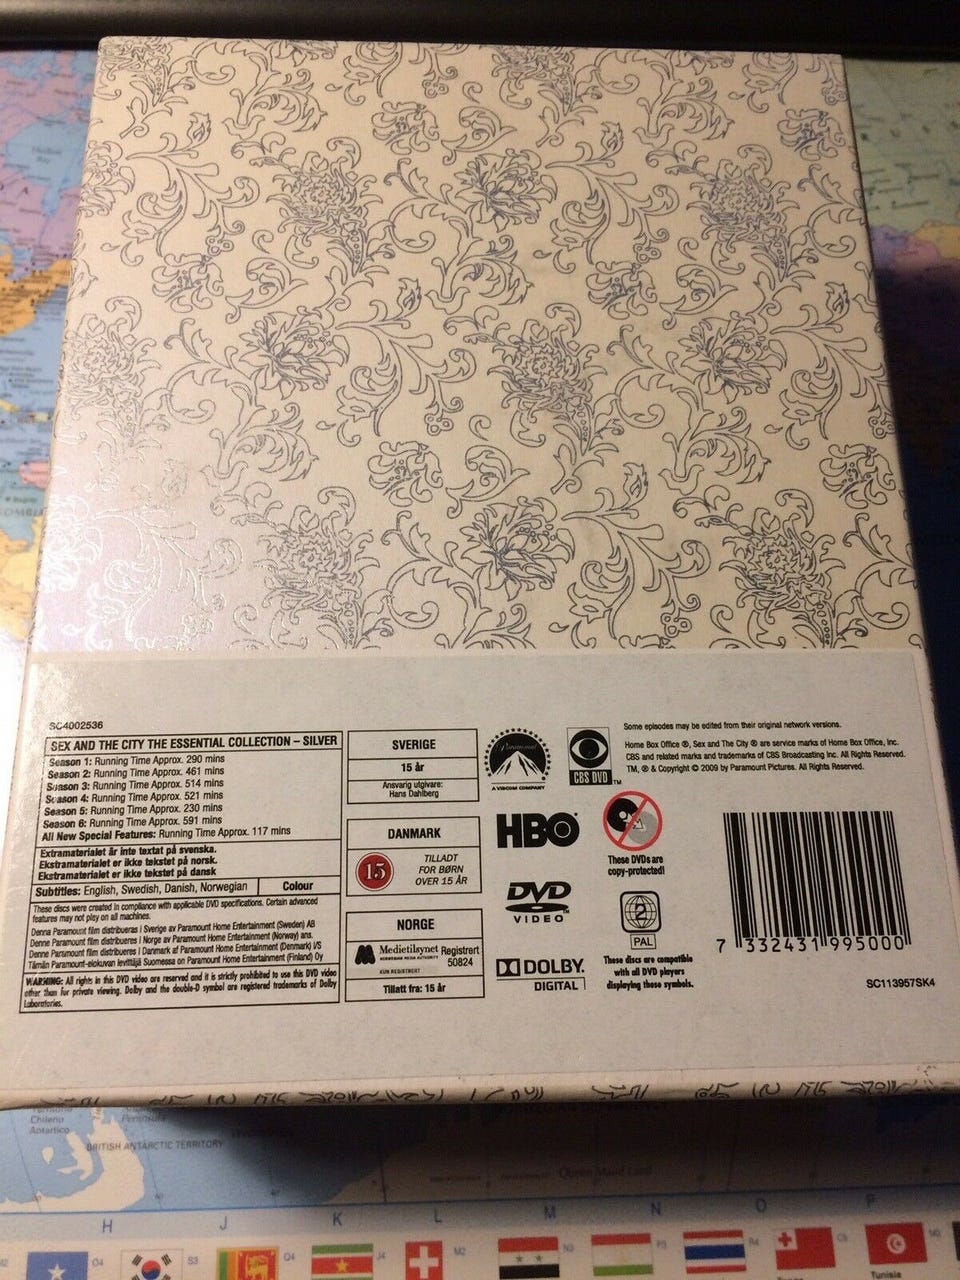 SC4002536
SEX AND THE CITY THE ESSENTIAL COLLECTION – SILVER
Season 1: Running Time Approx. 290 mins
Season 2: Running Time Approx. 461 mins
Season 3: Running Time Approx. 514 mins
Season 4: Running Time Approx. 521 mins
Season 5: Running Time Approx. 230 mins
Season 6: Running Time Approx. 591 mins
All New Special Features: Running Time Approx. 117 mins
Extramaterialet är inte textat på svenska.
Ekstramaterialet er ikke tekstet på norsk.
Ekstramaterialet er ikke tekstet på dansk
Subtitles: English, Swedish, Danish, Norwegian
Colour
These discs were created in compliance with applicable DVD specifications. Certain advanced
features may not play on all machines.
Denna Paramount film distribueras i Sverige av Paramount Home Entertainment (Sweden) AB
Denne Paramount film distribueres i Norge av Paramount Home Entertainment (Norway) ans.
Denne Paramount film distribueres i Danmark af Paramount Home Entertainment (Denmark) I/S
Tämän Paramount-elokuvan levittäjä Suomessa on Paramount Home Entertainment (Finland) Oy
WARNING: All rights in this DVD video are reserved and it is strictly prohibited to use this DVD video
other than for private viewing. Dolby and the double-D symbol are registered trademarks of Dolby
Laboratories.
SVERIGE
15 år
Ansvarig utgivare:
Hans Dahlberg
DANMARK
15
TILLADT
FOR BØRN
OVER 15 ÅR
NORGE
Medietilsynet
NORWEGIAN MEDIA AUTHORITY
Registrert
50824
KUN REGISTRERT
Tillatt fra: 15 år
Paramount
A VIACOM COMPANY
CBS DVD
TM
HBO
DVD
VIDEO
DOLBY
DIGITAL
These DVDs are
copy-protected!
2
PAL
These discs are compatible
with all DVD players
displaying these symbols.
Some episodes may be edited from their original network versions.
Home Box Office ®, Sex and The City ® are service marks of Home Box Office, Inc.
CBS and related marks and trademarks of CBS Broadcasting Inc. All Rights Reserved.
TM, ® & Copyright © 2009 by Paramount Pictures. All Rights Reserved.
7 332431 995000
SC113957SK4
Chileno
Antartico
Peninsula
BRITISH ANTARCTIC TERRITORY
Queen Maud Land
H J K L M N O P
Tunisia